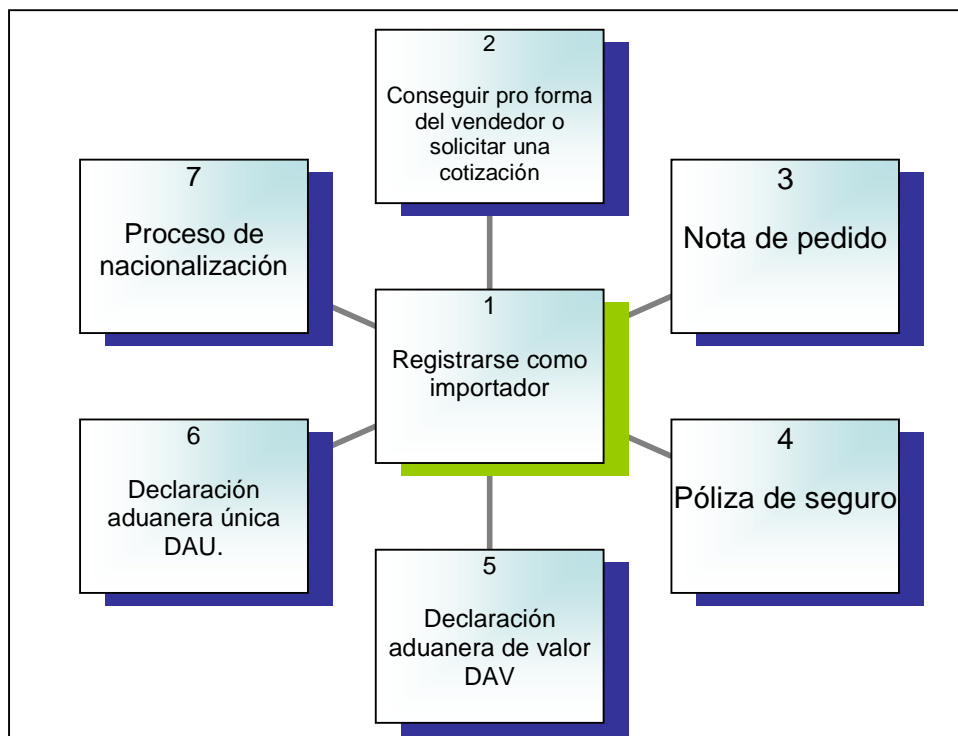 1
Registrarse como
importador
2
Conseguir pro forma
del vendedor o
solicitar una
cotización
3
Nota de pedido
4
Póliza de seguro
5
Declaración
aduanera de valor
DAV
6
Declaración
aduanera única
DAU.
7
Proceso de
nacionalización